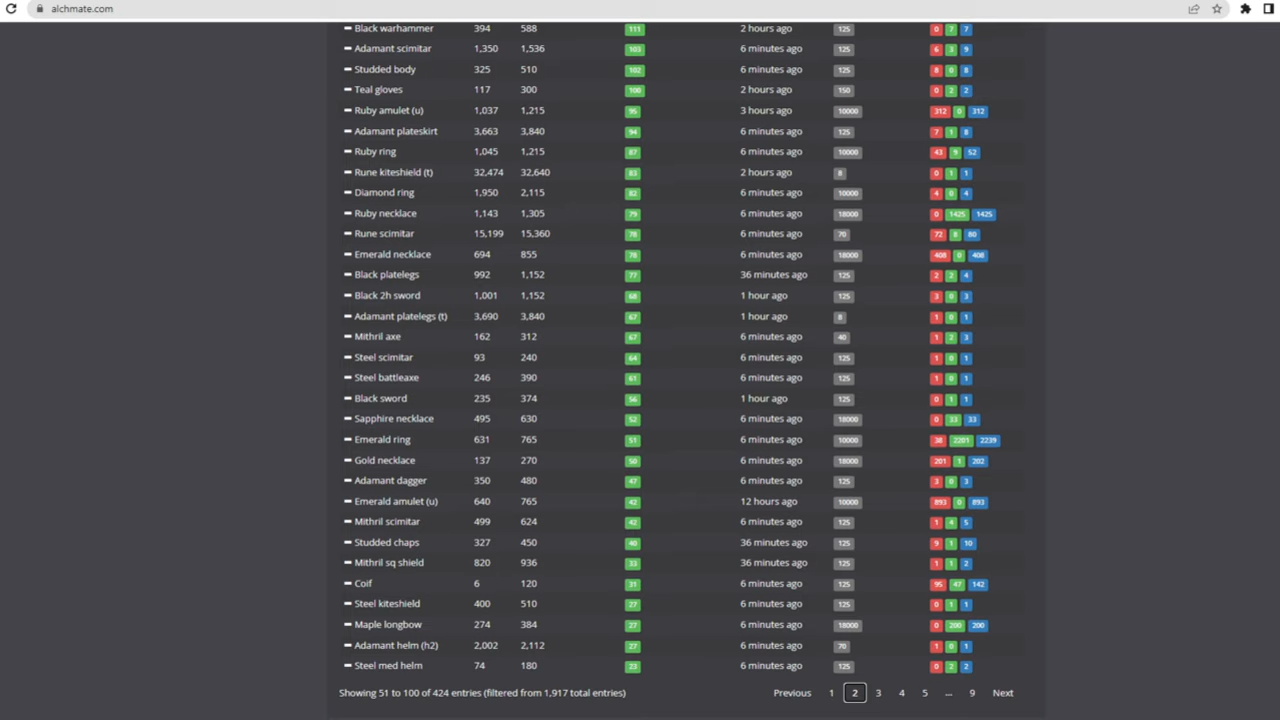 alchmate.com
Black warhammer 394 588 111 2 hours ago 125 0 7 7
Adamant scimitar 1,350 1,536 103 6 minutes ago 125 6 3 9
Studded body 325 510 102 6 minutes ago 125 8 0 8
Teal gloves 117 300 100 2 hours ago 150 0 2 2
Ruby amulet (u) 1,037 1,215 95 3 hours ago 10000 312 0 312
Adamant plateskirt 3,663 3,840 94 6 minutes ago 125 7 1 8
Ruby ring 1,045 1,215 87 6 minutes ago 10000 43 9 52
Rune kiteshield (t) 32,474 32,640 83 2 hours ago 8 0 1 1
Diamond ring 1,950 2,115 82 6 minutes ago 10000 4 0 4
Ruby necklace 1,143 1,305 79 6 minutes ago 18000 0 1425 1425
Rune scimitar 15,199 15,360 78 6 minutes ago 70 72 8 80
Emerald necklace 694 855 78 6 minutes ago 18000 408 0 408
Black platelegs 992 1,152 77 36 minutes ago 125 2 2 4
Black 2h sword 1,001 1,152 68 1 hour ago 125 3 0 3
Adamant platelegs (t) 3,690 3,840 67 1 hour ago 8 1 0 1
Mithril axe 162 312 67 6 minutes ago 40 1 2 3
Steel scimitar 93 240 64 6 minutes ago 125 1 0 1
Steel battleaxe 246 390 61 6 minutes ago 125 1 0 1
Black sword 235 374 56 1 hour ago 125 0 1 1
Sapphire necklace 495 630 52 6 minutes ago 18000 0 33 33
Emerald ring 631 765 51 6 minutes ago 10000 38 2201 2239
Gold necklace 137 270 50 6 minutes ago 18000 201 1 202
Adamant dagger 350 480 47 6 minutes ago 125 3 0 3
Emerald amulet (u) 640 765 42 12 hours ago 10000 893 0 893
Mithril scimitar 499 624 42 6 minutes ago 125 1 4 5
Studded chaps 327 450 40 36 minutes ago 125 9 1 10
Mithril sq shield 820 936 33 36 minutes ago 125 1 1 2
Coif 6 120 31 6 minutes ago 125 95 47 142
Steel kiteshield 400 510 27 6 minutes ago 125 0 1 1
Maple longbow 274 384 27 6 minutes ago 18000 0 200 200
Adamant helm (h2) 2,002 2,112 27 6 minutes ago 70 1 0 1
Steel med helm 74 180 23 6 minutes ago 125 0 2 2
Showing 51 to 100 of 424 entries (filtered from 1,917 total entries) Previous 1 2 3 4 5 ... 9 Next